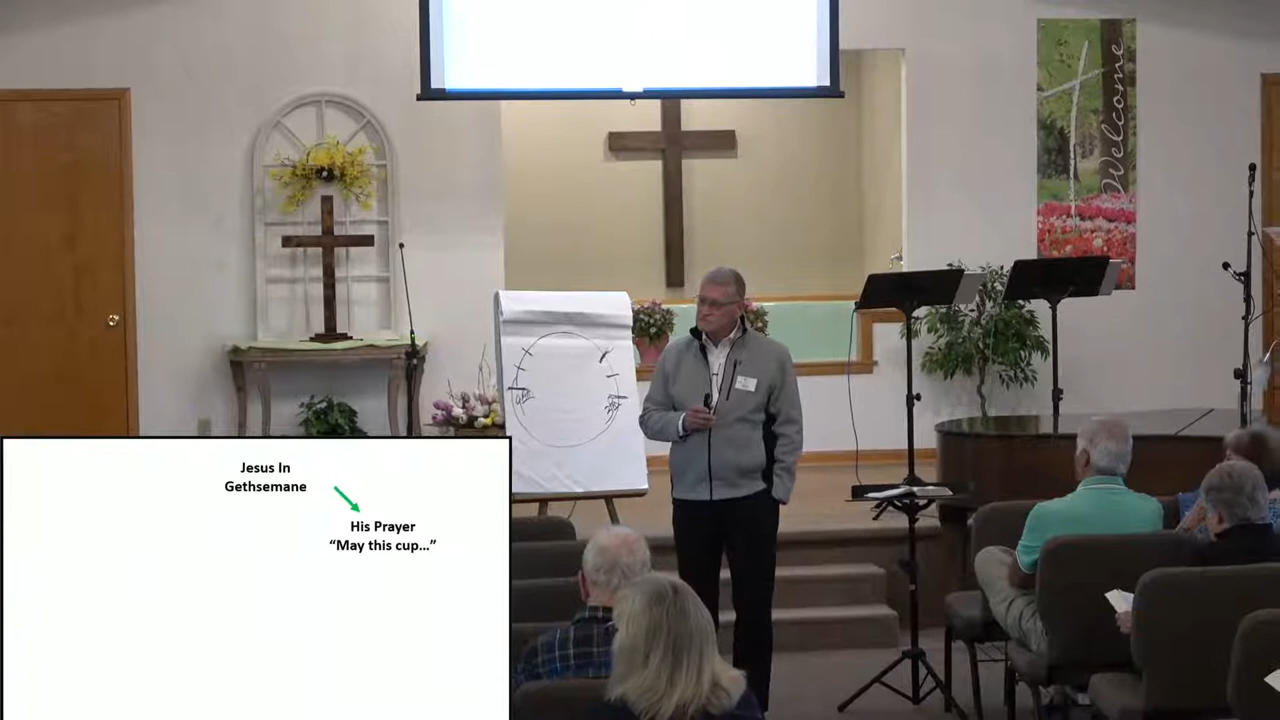 Welcome
Jesus In
Gethsemane
His Prayer
“May this cup…”